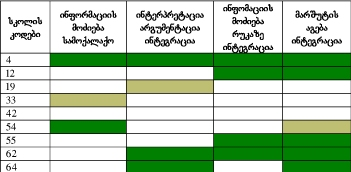 სკოლის კოდები
ინფორმაციის მოძიება სამოქალაქო
ინტერპრეტაცია არგუმენტაცია ინტეგრაცია
ინფომაციის მოძიება რუკაზე ინტეგრაცია
მარშუტის აგება ინტეგრაცია
4
12
19
33
42
54
55
62
64